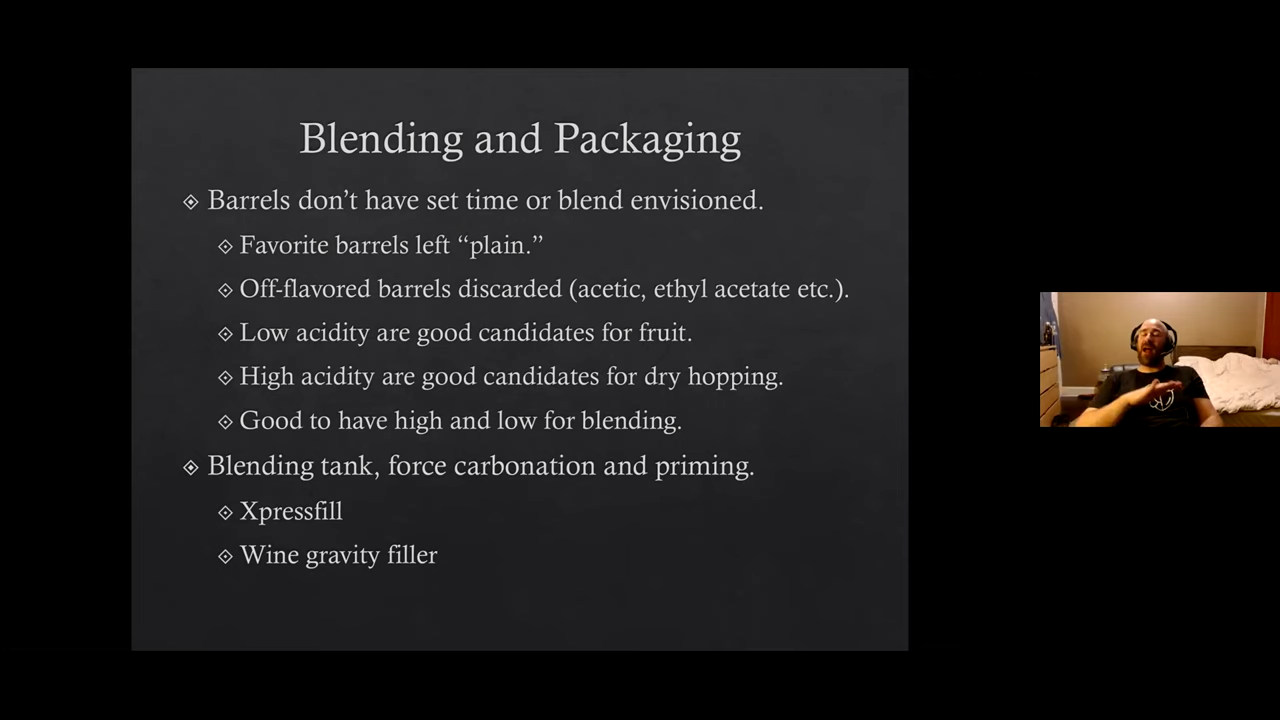 Blending and Packaging
Barrels don’t have set time or blend envisioned.
Favorite barrels left “plain.”
Off-flavored barrels discarded (acetic, ethyl acetate etc.).
Low acidity are good candidates for fruit.
High acidity are good candidates for dry hopping.
Good to have high and low for blending.
Blending tank, force carbonation and priming.
Xpressfill
Wine gravity filler